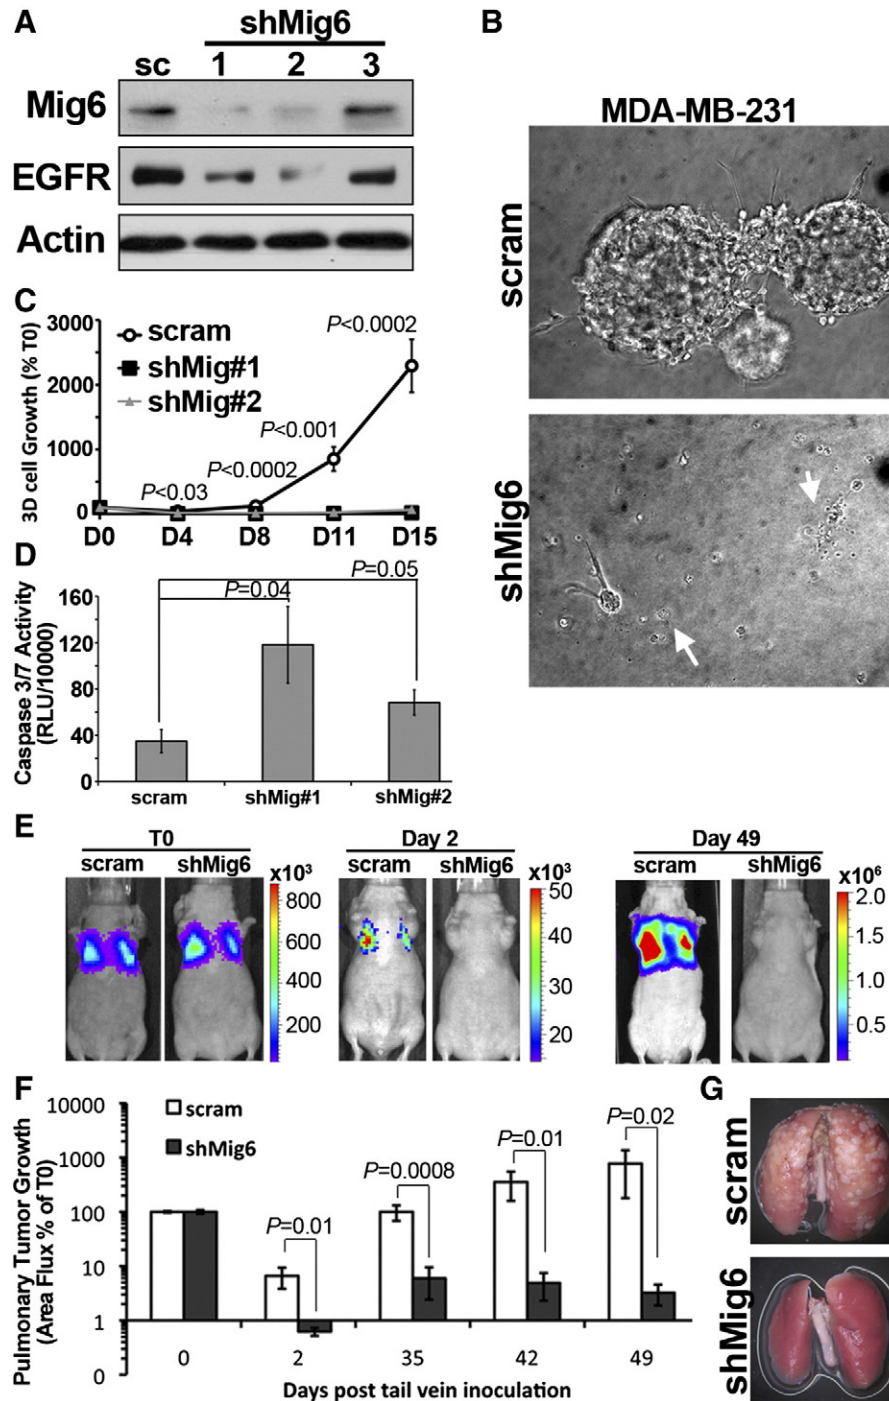 A
shMig6
sc 1 2 3
Mig6
EGFR
Actin
B
MDA-MB-231
scram
shMig6
C
3D cell Growth (% T0)
3000
2000
1000
0
scram
shMig#1
shMig#2
P<0.03
P<0.0002
P<0.001
P<0.0002
D0 D4 D8 D11 D15
D
Caspase 3/7 Activity
(RLU/10000)
160
120
80
40
0
P=0.04
P=0.05
scram shMig#1 shMig#2
E
T0
scram shMig6
x10³
800
600
400
200
Day 2
scram shMig6
x10³
50
40
30
20
Day 49
scram shMig6
x10⁶
2.0
1.5
1.0
0.5
F
Pulmonary Tumor Growth
(Area Flux % of T0)
10000
1000
100
10
1
0
scram
shMig6
P=0.01
P=0.0008
P=0.01
P=0.02
0 2 35 42 49
Days post tail vein inoculation
G
scram
shMig6